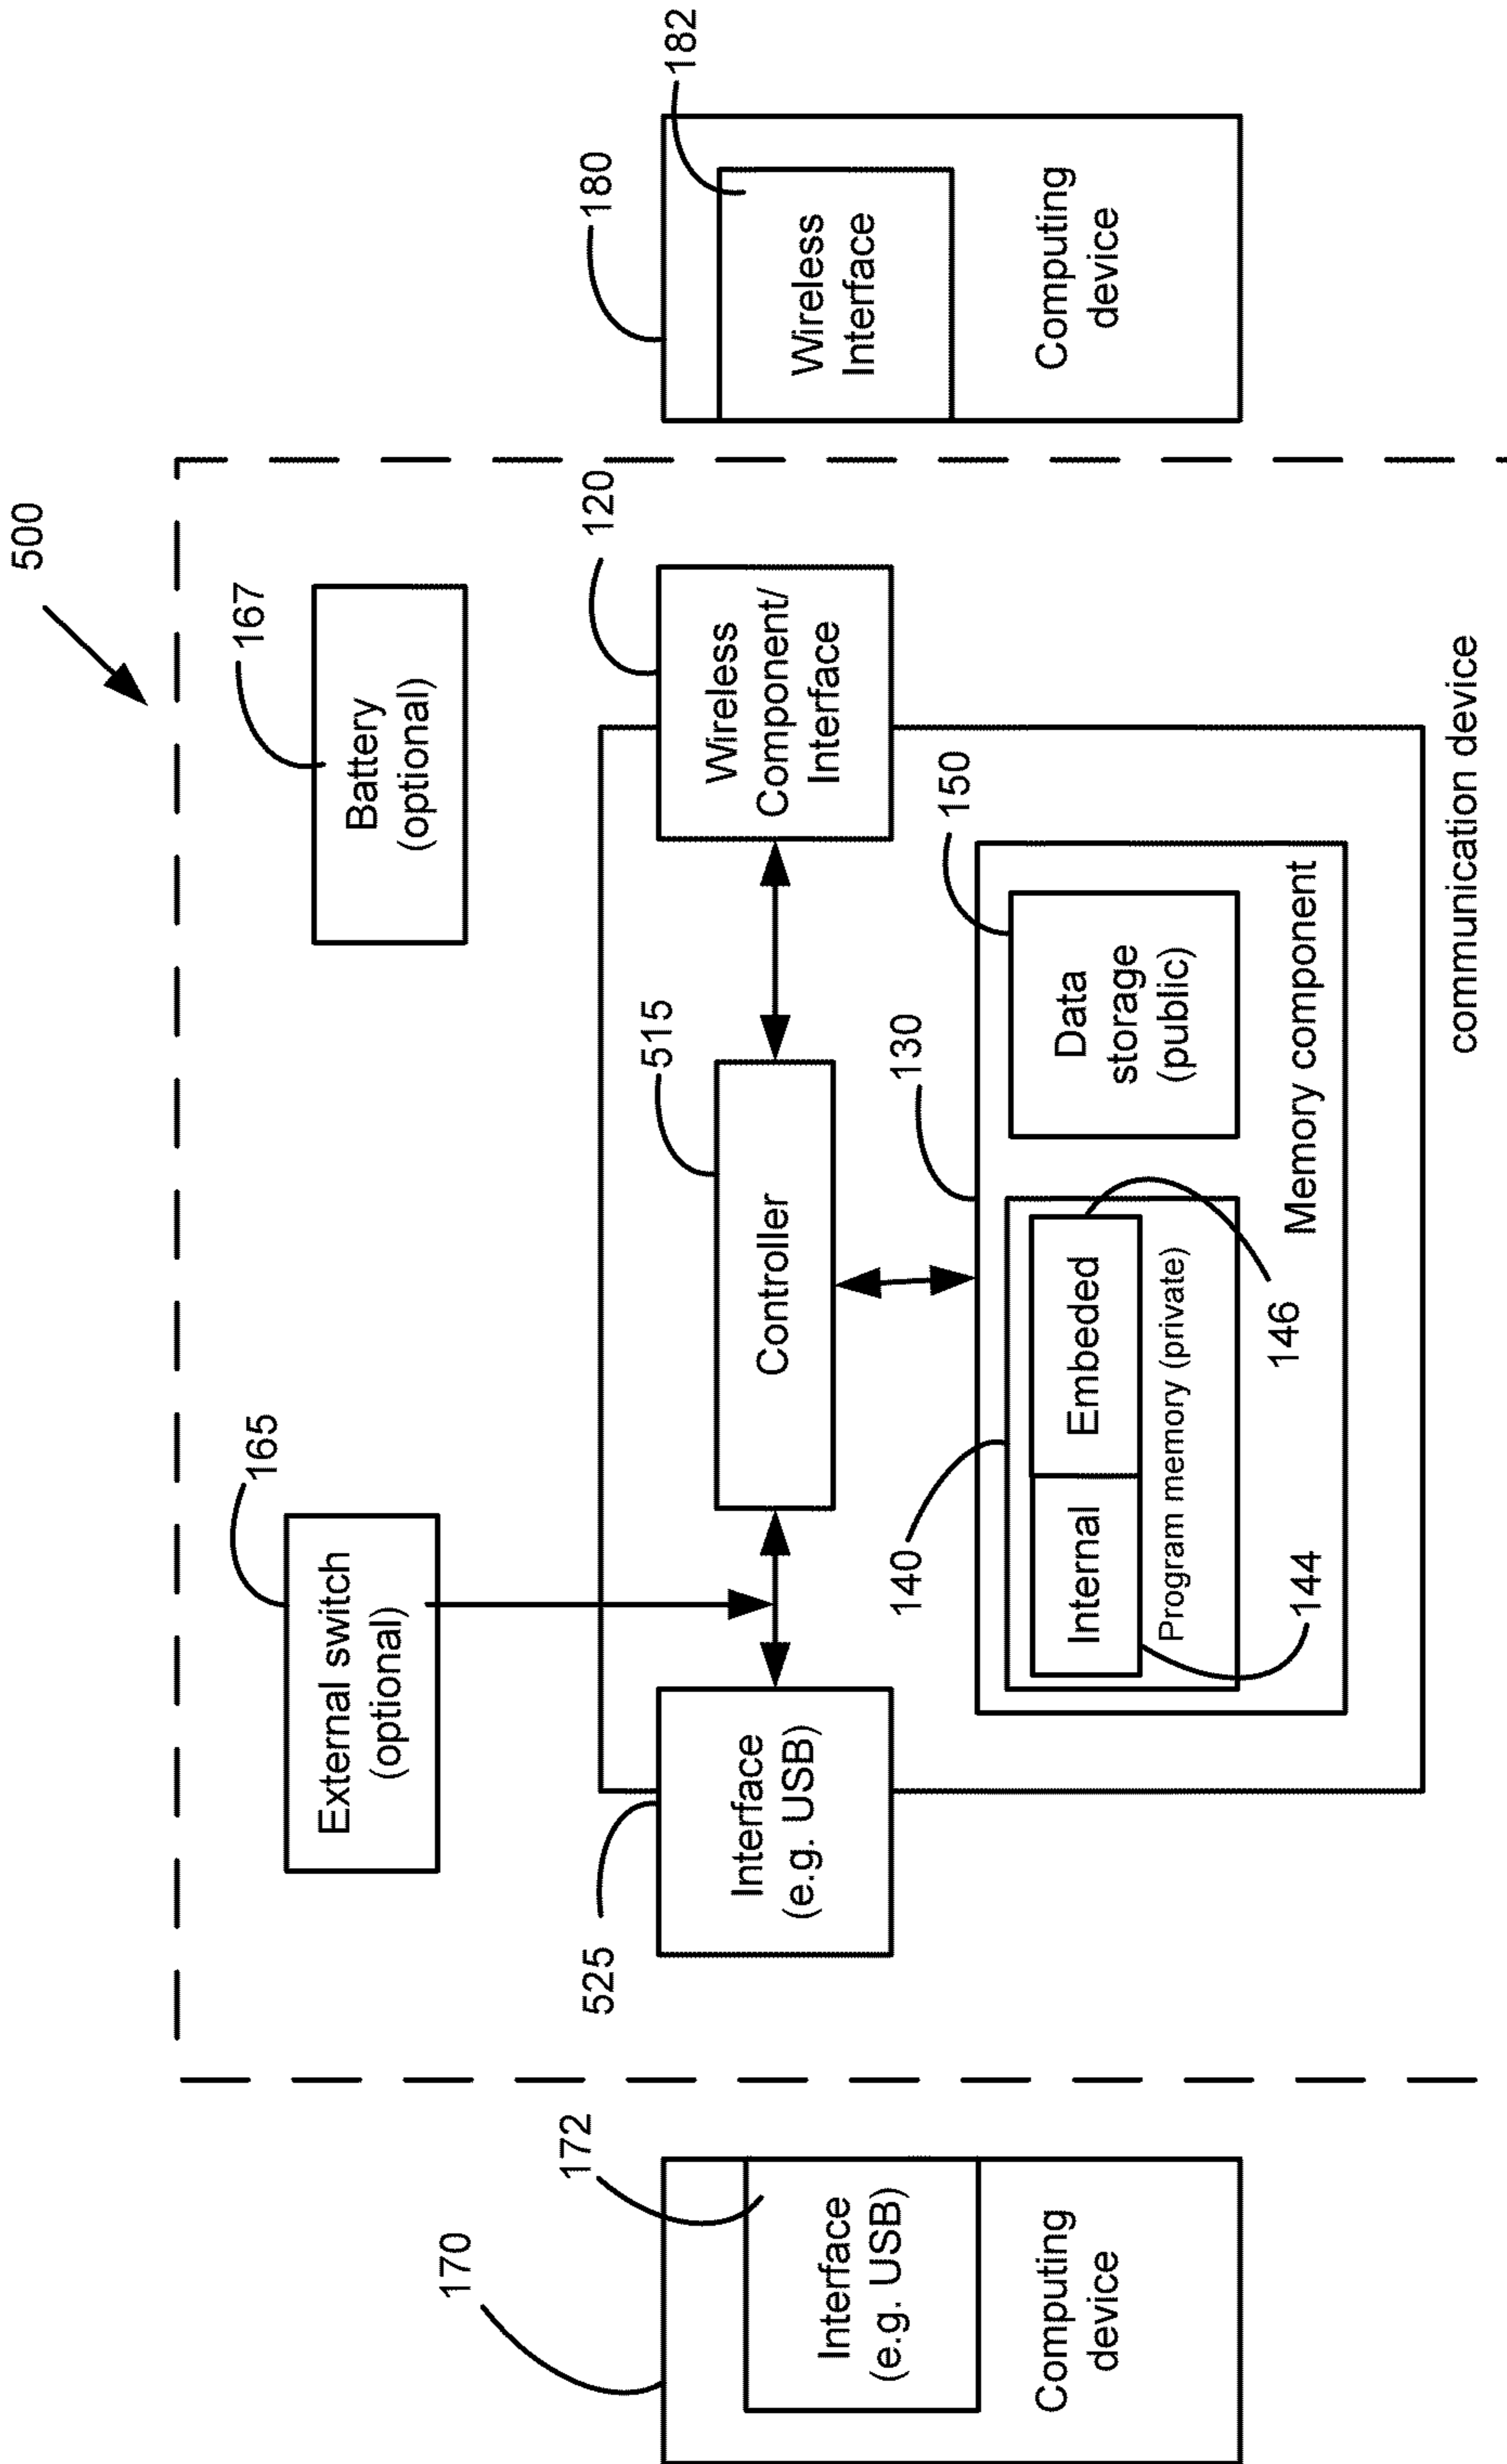 500
165
External switch
(optional)
167
Battery
(optional)
170
172
Interface
(e.g. USB)
Computing
device
525
Interface
(e.g. USB)
515
Controller
120
Wireless
Component/
Interface
180
182
Wireless
Interface
Computing
device
140
130
150
Internal
Embeded
Program memory (private)
144
146
Data
storage
(public)
Memory component
communication device